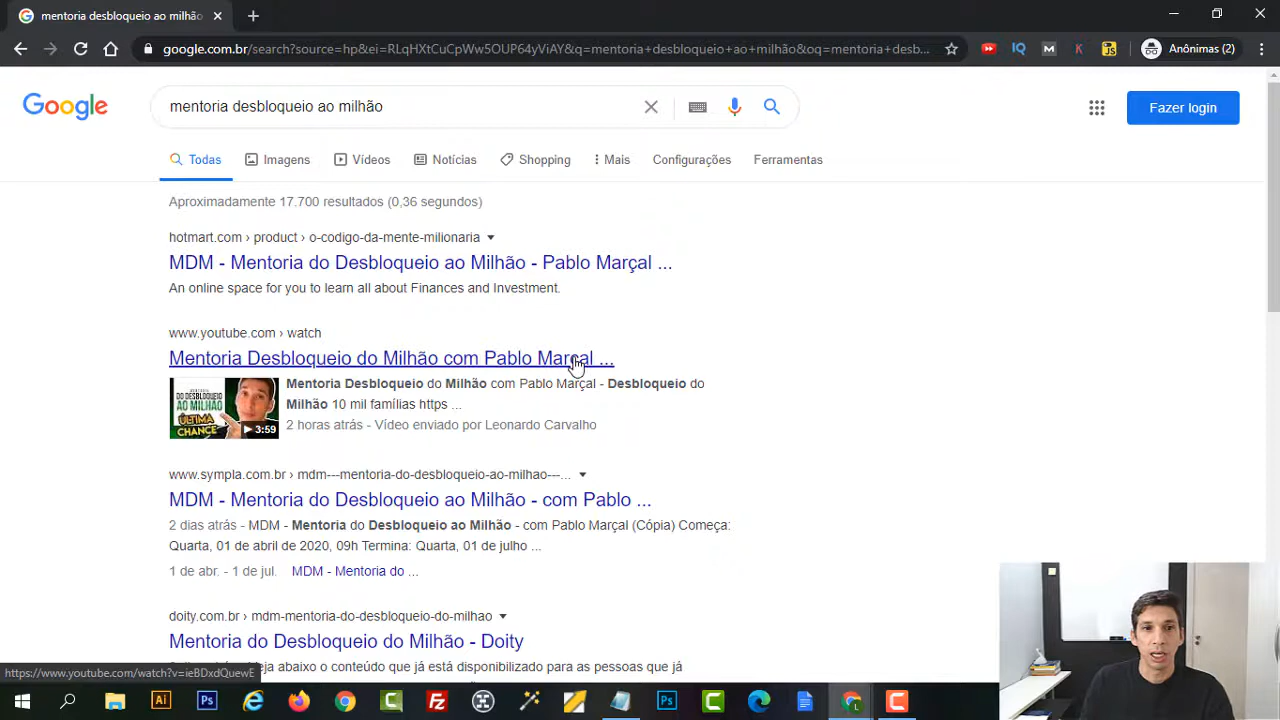 mentoria desbloqueio ao milhão
google.com.br/search?source=hp&ei=RLqHXtCuCpWw5OUP64yViAY&q=mentoria+desbloqueio+ao+milhão&oq=mentoria+desb...
Anônimas (2)
Google
mentoria desbloqueio ao milhão
Fazer login
Todas Imagens Vídeos Notícias Shopping Mais Configurações Ferramentas
Aproximadamente 17.700 resultados (0,36 segundos)
hotmart.com › product › o-codigo-da-mente-milionaria
MDM - Mentoria do Desbloqueio ao Milhão - Pablo Marçal ...
An online space for you to learn all about Finances and Investment.
www.youtube.com › watch
Mentoria Desbloqueio do Milhão com Pablo Marçal ...
Mentoria Desbloqueio do Milhão com Pablo Marçal - Desbloqueio do
Milhão 10 mil famílias https ...
2 horas atrás - Vídeo enviado por Leonardo Carvalho
DO DESBLOQUEIO
AO MILHÃO
ÚLTIMA
CHANCE
3:59
www.sympla.com.br › mdm---mentoria-do-desbloqueio-ao-milhao---...
MDM - Mentoria do Desbloqueio ao Milhão - com Pablo ...
2 dias atrás - MDM - Mentoria do Desbloqueio ao Milhão - com Pablo Marçal (Cópia) Começa:
Quarta, 01 de abril de 2020, 09h Termina: Quarta, 01 de julho ...
1 de abr. - 1 de jul. MDM - Mentoria do ...
doity.com.br › mdm-mentoria-do-desbloqueio-do-milhao
Mentoria do Desbloqueio do Milhão - Doity
abaixo o conteúdo que já está disponibilizado para as pessoas que já
https://www.youtube.com/watch?v=ieBDxdQuewE